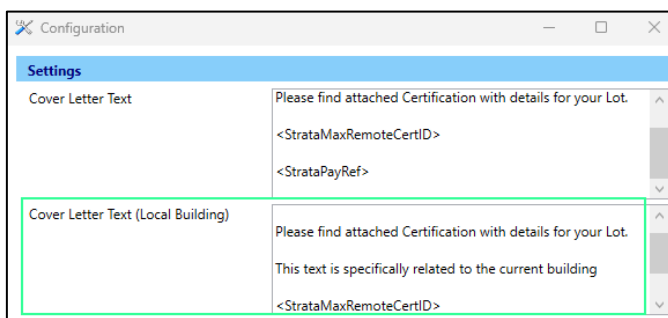 Configuration
Settings
Cover Letter Text
Please find attached Certification with details for your Lot.
<StrataMaxRemoteCertID>
<StrataPayRef>
Cover Letter Text (Local Building)
Please find attached Certification with details for your Lot.
This text is specifically related to the current building
<StrataMaxRemoteCertID>